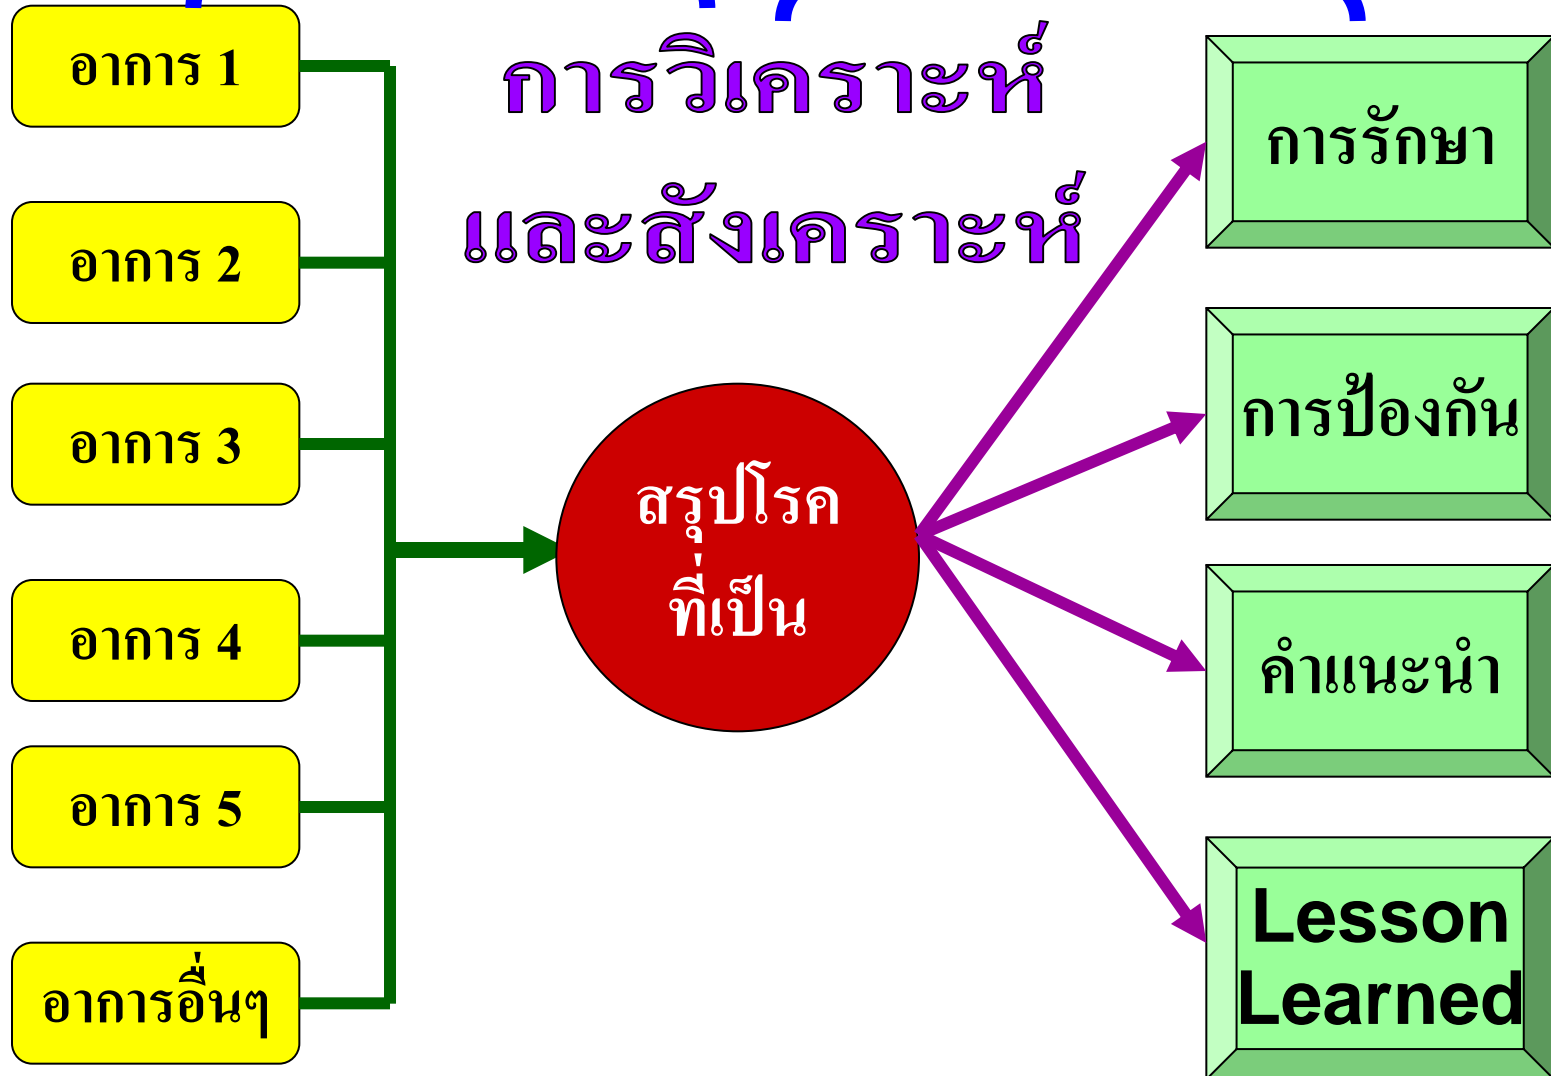 การวิเคราะห์
และสังเคราะห์
อาการ 1
อาการ 2
อาการ 3
อาการ 4
อาการ 5
อาการอื่นๆ
สรุปโรค
ที่เป็น
การรักษา
การป้องกัน
คำแนะนำ
Lesson
Learned